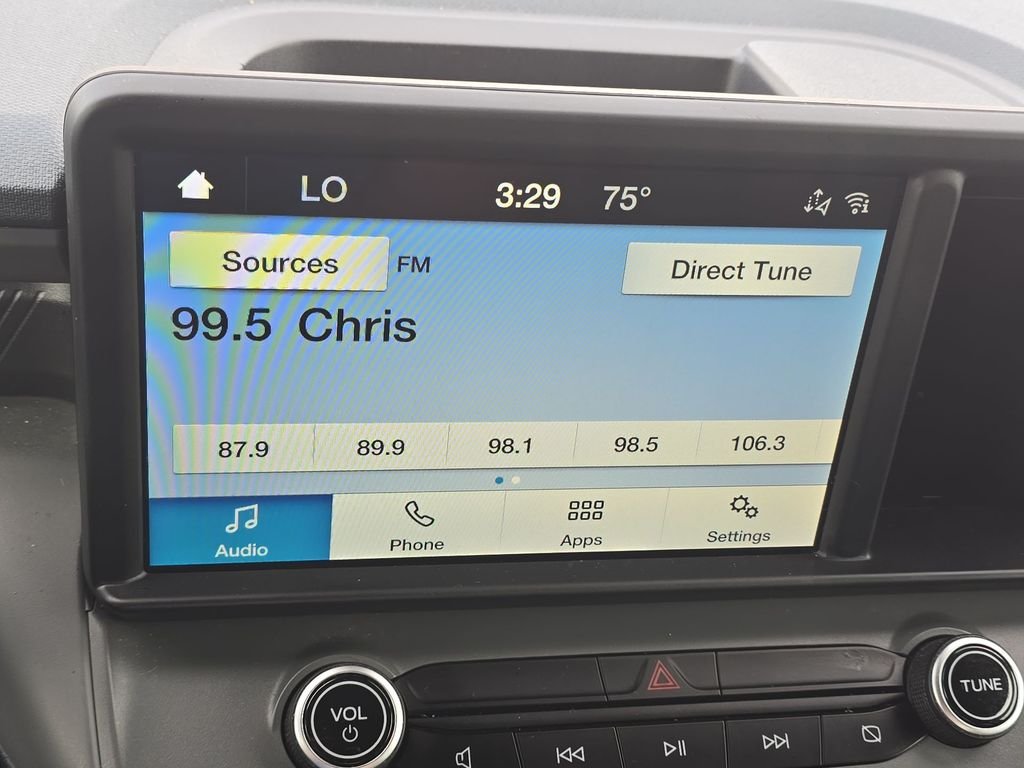 LO 3:29 75°
Sources FM Direct Tune
99.5 Chris
87.9 89.9 98.1 98.5 106.3
Audio Phone Apps Settings
VOL TUNE